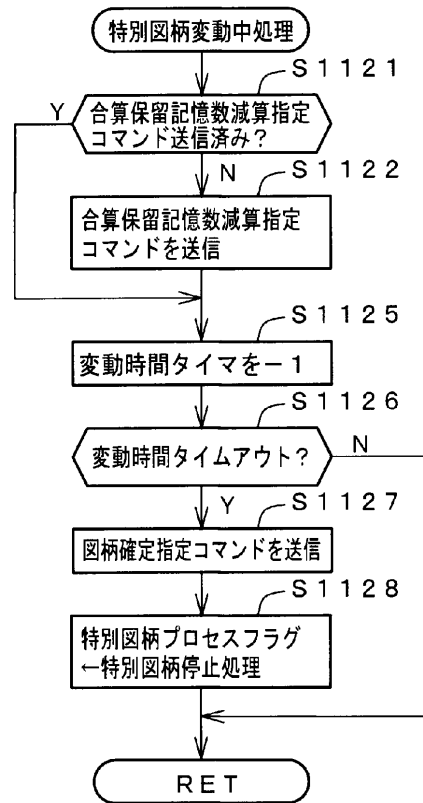 特別図柄変動中処理
S1121
Y
合算保留記憶数減算指定
コマンド送信済み？
N
S1122
合算保留記憶数減算指定
コマンドを送信
S1125
変動時間タイマを－1
S1126
変動時間タイムアウト？
N
Y
S1127
図柄確定指定コマンドを送信
S1128
特別図柄プロセスフラグ
←特別図柄停止処理
RET